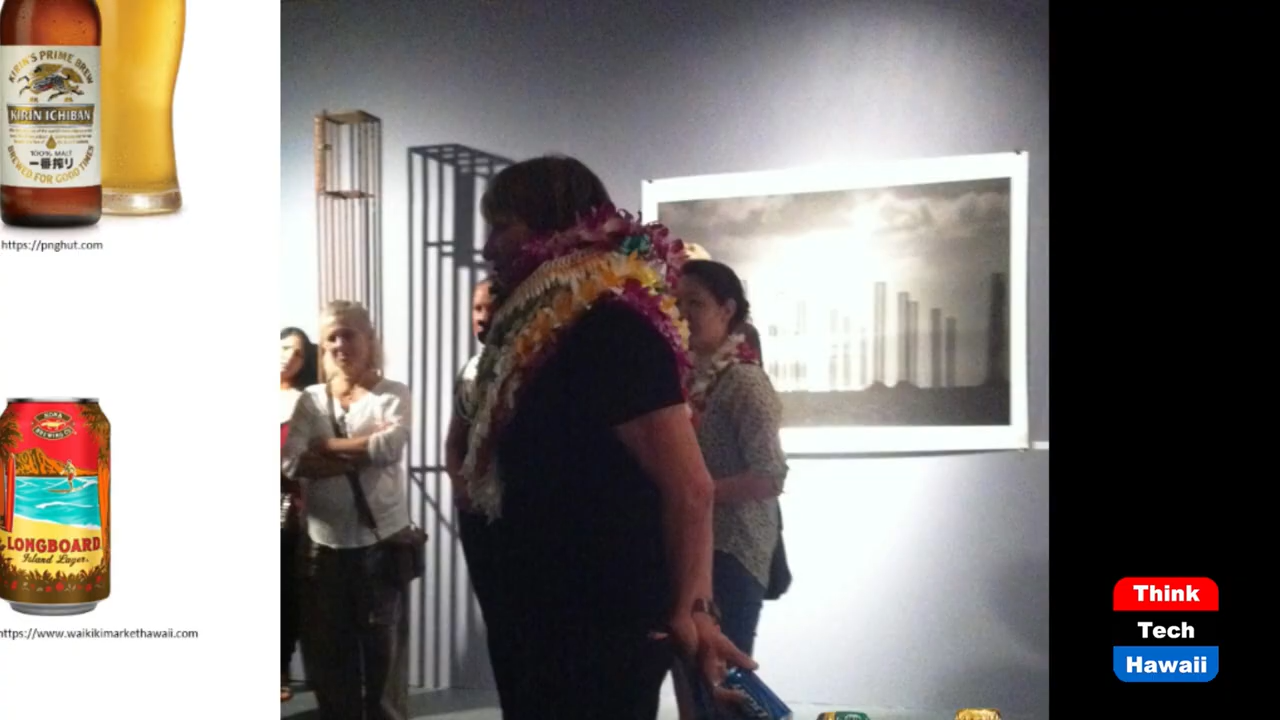 KIRIN'S PRIME BREW
KIRIN ICHIBAN
100% MALT
一番搾り
BREWED FOR GOOD TIMES
https://pnghut.com
KONA
BREWING CO.
LONGBOARD
Island Lager.
https://www.waikikimarkethawaii.com
Think
Tech
Hawaii